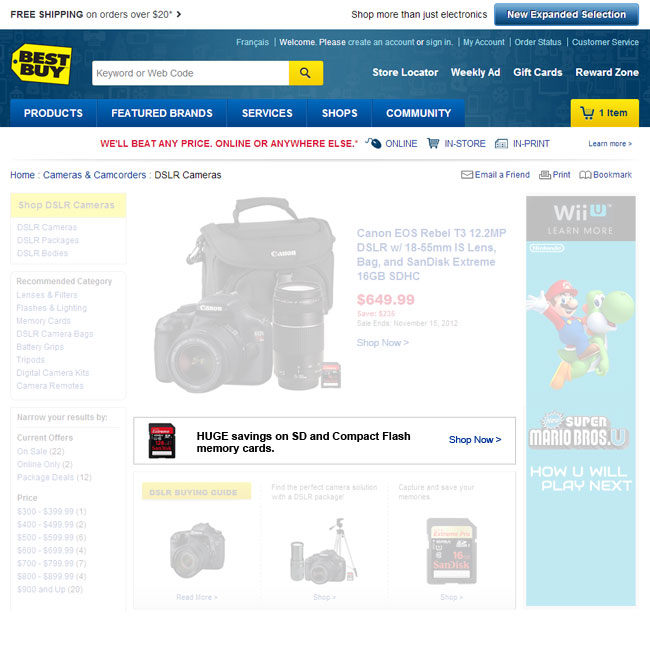 FREE SHIPPING on orders over $20* >
Shop more than just electronics
New Expanded Selection
Français | Welcome. Please create an account or sign in. | My Account | Order Status | Customer Service
BEST BUY
Keyword or Web Code
Store Locator Weekly Ad Gift Cards Reward Zone
PRODUCTS FEATURED BRANDS SERVICES SHOPS COMMUNITY
1 Item
WE'LL BEAT ANY PRICE. ONLINE OR ANYWHERE ELSE.* ONLINE IN-STORE IN-PRINT Learn more >
Home : Cameras & Camcorders : DSLR Cameras
Email a Friend Print Bookmark
Shop DSLR Cameras
DSLR Cameras
DSLR Packages
DSLR Bodies
Recommended Category
Lenses & Filters
Flashes & Lighting
Memory Cards
DSLR Camera Bags
Battery Grips
Tripods
Digital Camera Kits
Camera Remotes
Narrow your results by:
Current Offers
On Sale (22)
Online Only (2)
Package Deals (12)
Price
$300 - $399.99 (1)
$400 - $499.99 (2)
$500 - $599.99 (6)
$600 - $699.99 (4)
$700 - $799.99 (7)
$800 - $899.99 (4)
$900 and Up (20)
Canon
Canon EOS Rebel T3 12.2MP
DSLR w/ 18-55mm IS Lens,
Bag, and SanDisk Extreme
16GB SDHC
$649.99
Save: $235
Sale Ends: November 15, 2012
Shop Now >
HUGE savings on SD and Compact Flash
memory cards.
Shop Now >
DSLR BUYING GUIDE
Read More >
Find the perfect camera solution
with a DSLR package!
Shop >
Capture and save your
memories.
Extreme Pro
16 GB
SanDisk
Shop >
Wii U
LEARN MORE
Nintendo
NEW
SUPER
MARIO BROS. U
HOW U WILL
PLAY NEXT